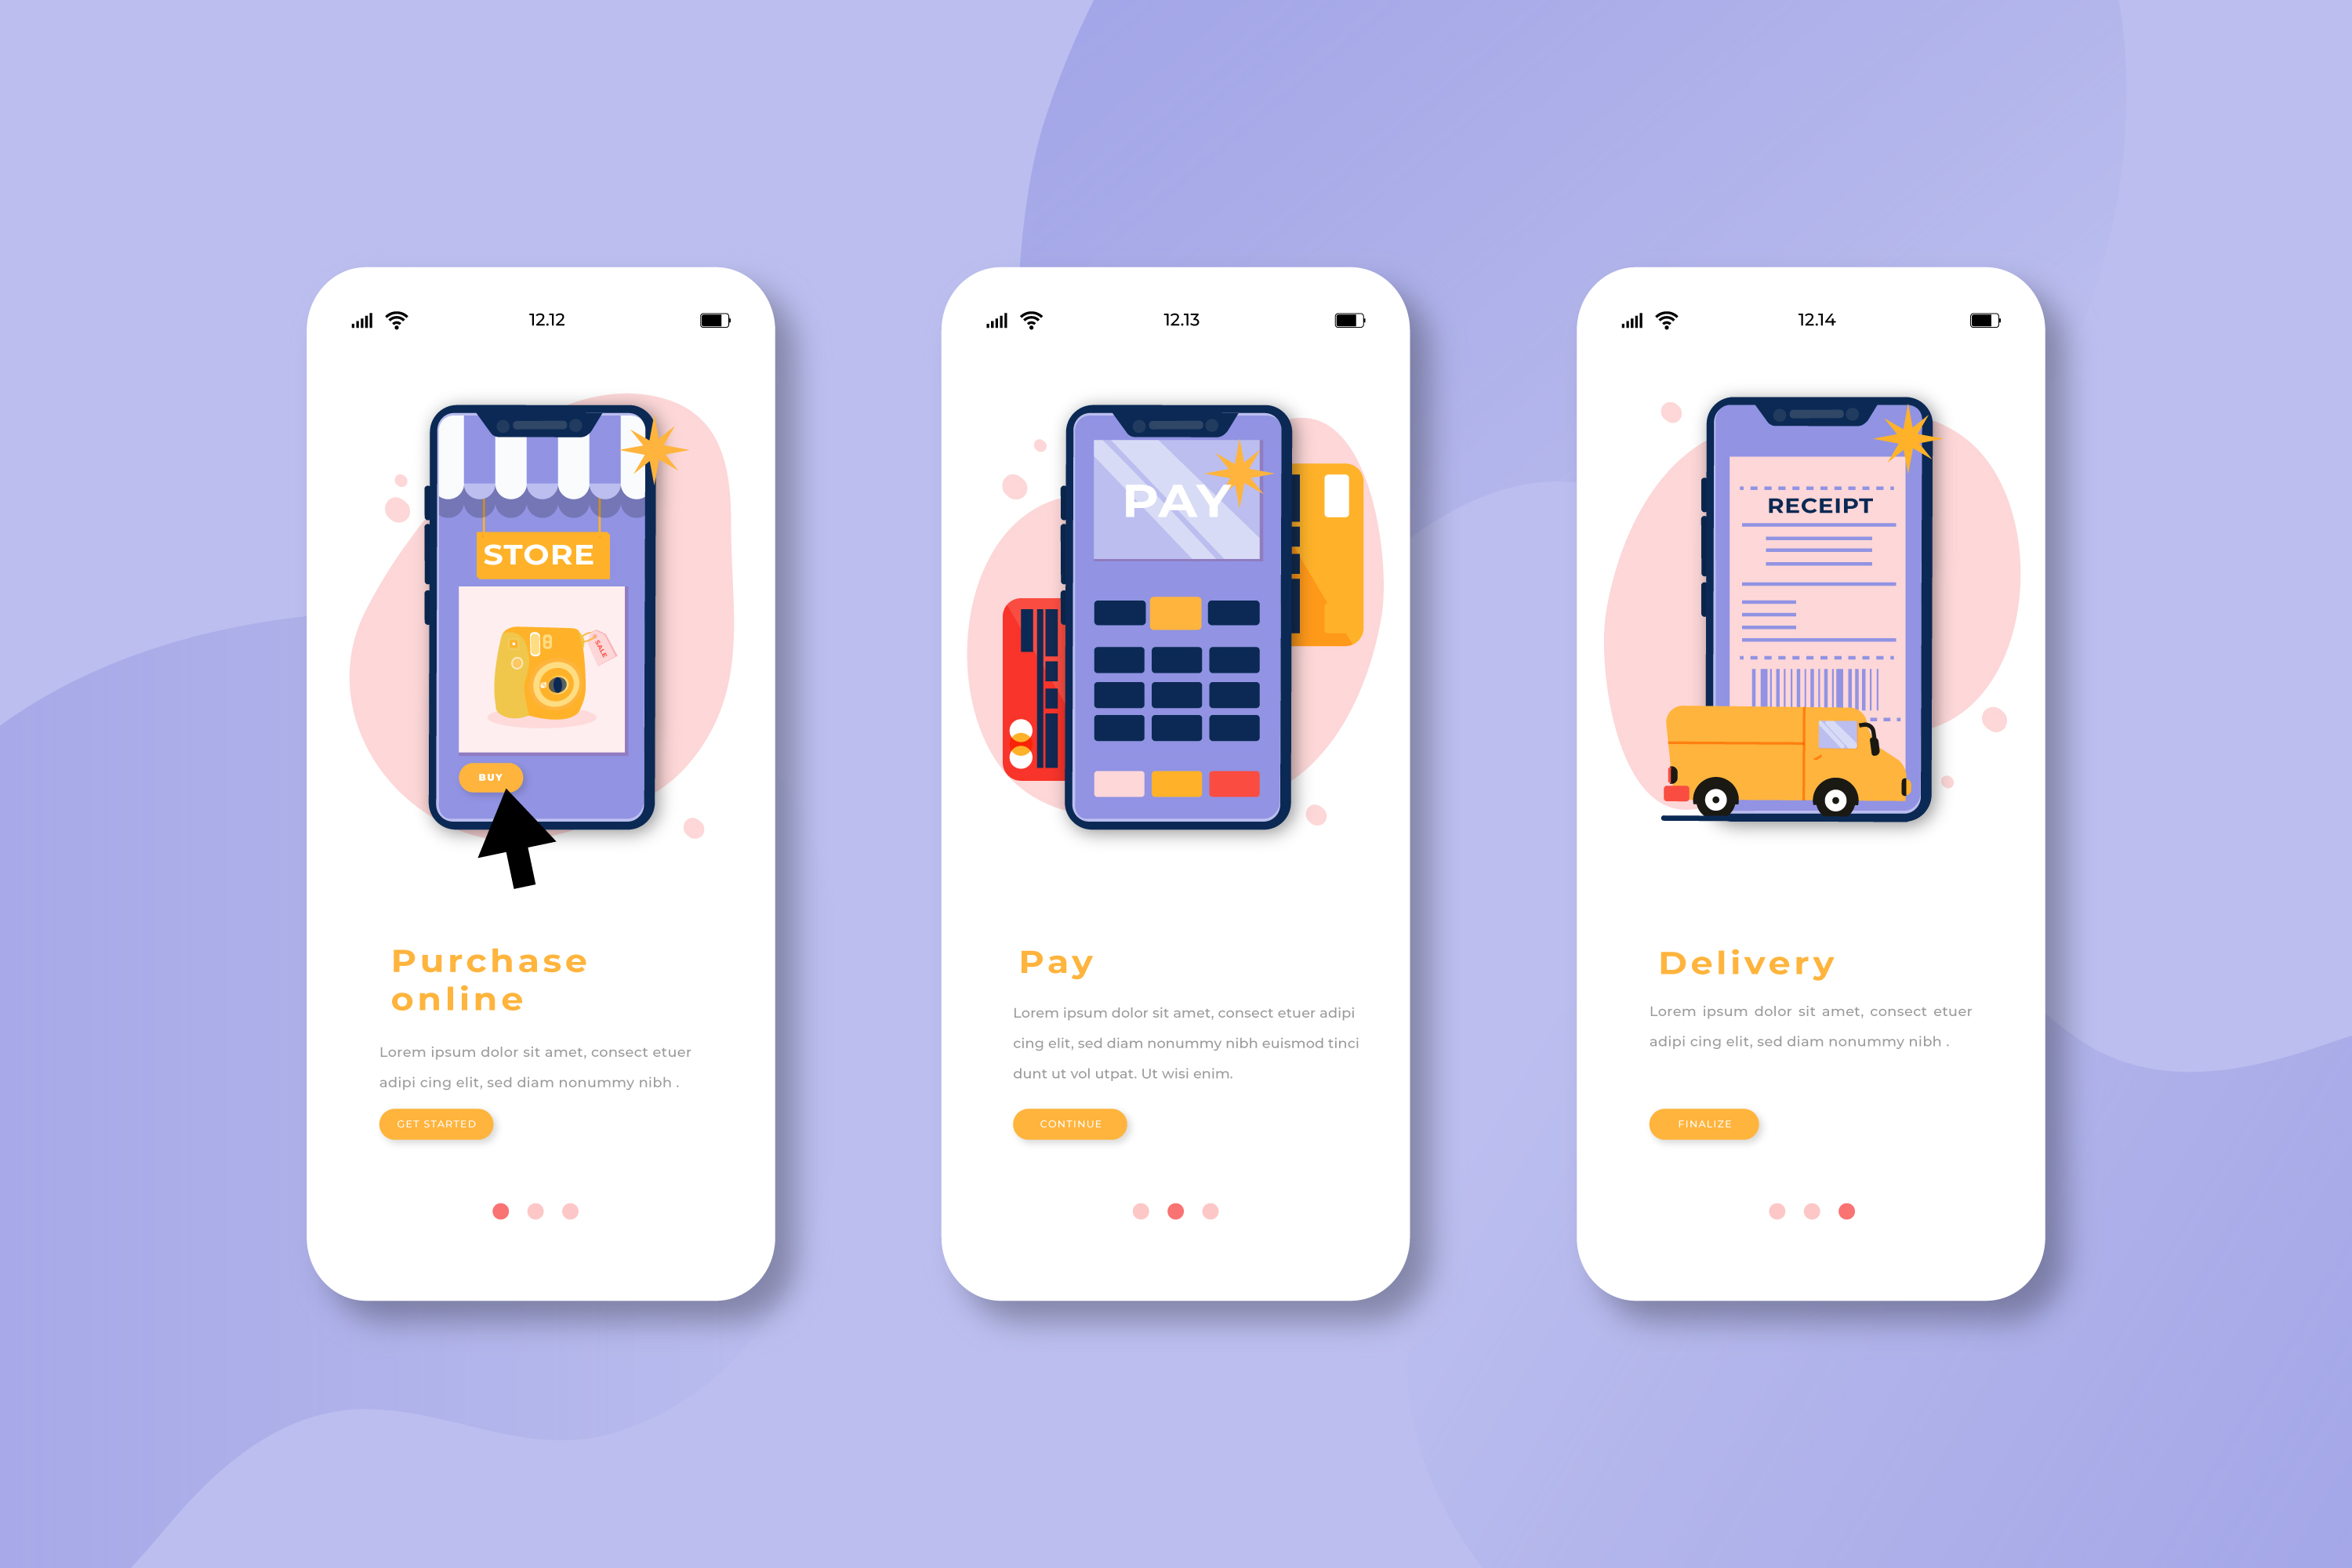 12.12
STORE
SALE
BUY
Purchase
online
Lorem ipsum dolor sit amet, consect etuer
adipi cing elit, sed diam nonummy nibh .
GET STARTED
12.13
PAY
Pay
Lorem ipsum dolor sit amet, consect etuer adipi
cing elit, sed diam nonummy nibh euismod tinci
dunt ut vol utpat. Ut wisi enim.
CONTINUE
12.14
RECEIPT
Delivery
Lorem ipsum dolor sit amet, consect etuer
adipi cing elit, sed diam nonummy nibh .
FINALIZE